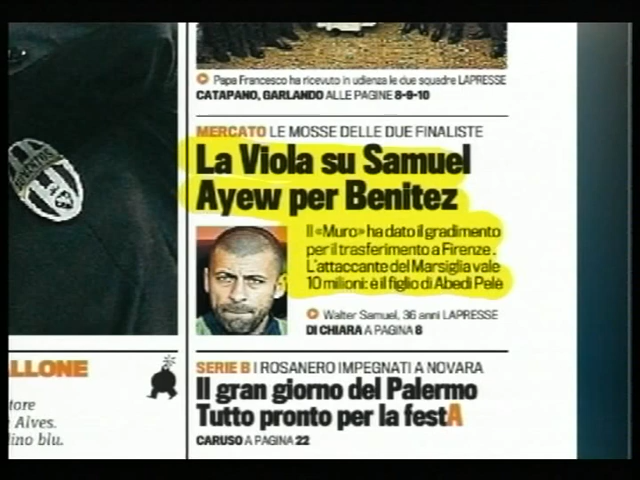 Papa Francesco ha ricevuto in udienza le due squadre LAPRESSE
CATAPANO, GARLANDO ALLE PAGINE 8-9-10
MERCATO LE MOSSE DELLE DUE FINALISTE
La Viola su Samuel
Ayew per Benitez
Il «Muro» ha dato il gradimento
per il trasferimento a Firenze.
L'attaccante del Marsiglia vale
10 milioni: è il figlio di Abedi Pelè
Walter Samuel, 36 anni LAPRESSE
DI CHIARA A PAGINA 8
SERIE B I ROSANERO IMPEGNATI A NOVARA
Il gran giorno del Palermo
Tutto pronto per la festA
CARUSO A PAGINA 22
ALLONE
tore
Alves.
lino blu.